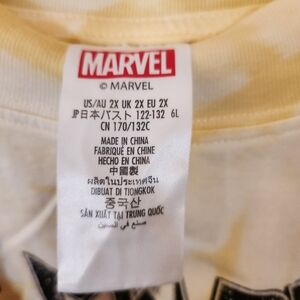 MARVEL
© MARVEL
US/AU 2X UK 2X EU 2X
JP日本バスト 122-132 6L
CN 170/132C
MADE IN CHINA
FABRIQUÉ EN CHINE
HECHO EN CHINA
中國製
ผลิตในประเทศจีน
DIBUAT DI TIONGKOK
중국산
SẢN XUẤT TẠI TRUNG QUỐC
صنع في الصين